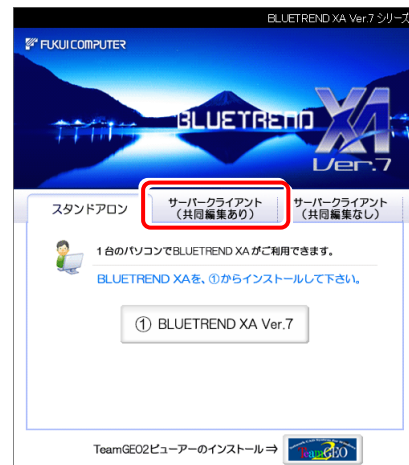 BLUETREND XA Ver.7 シリーズ
FUKUI COMPUTER
BLUETREND XA
Ver.7
スタンドアロン
サーバークライアント
(共同編集あり)
サーバークライアント
(共同編集なし)
1台のパソコンでBLUETREND XAがご利用できます。
BLUETREND XAを、①からインストールして下さい。
① BLUETREND XA Ver.7
TeamGEO2ビューアーのインストール⇒
TeamGEO